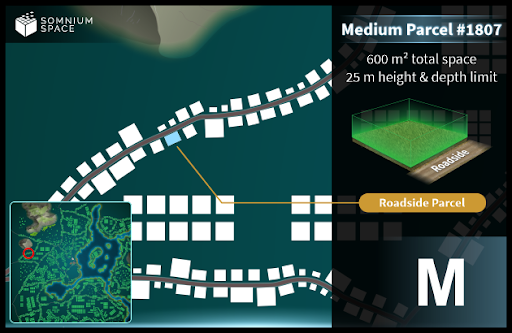 SOMNIUM
SPACE
Medium Parcel #1807
600 m² total space
25 m height & depth limit
Roadside
Roadside Parcel
M